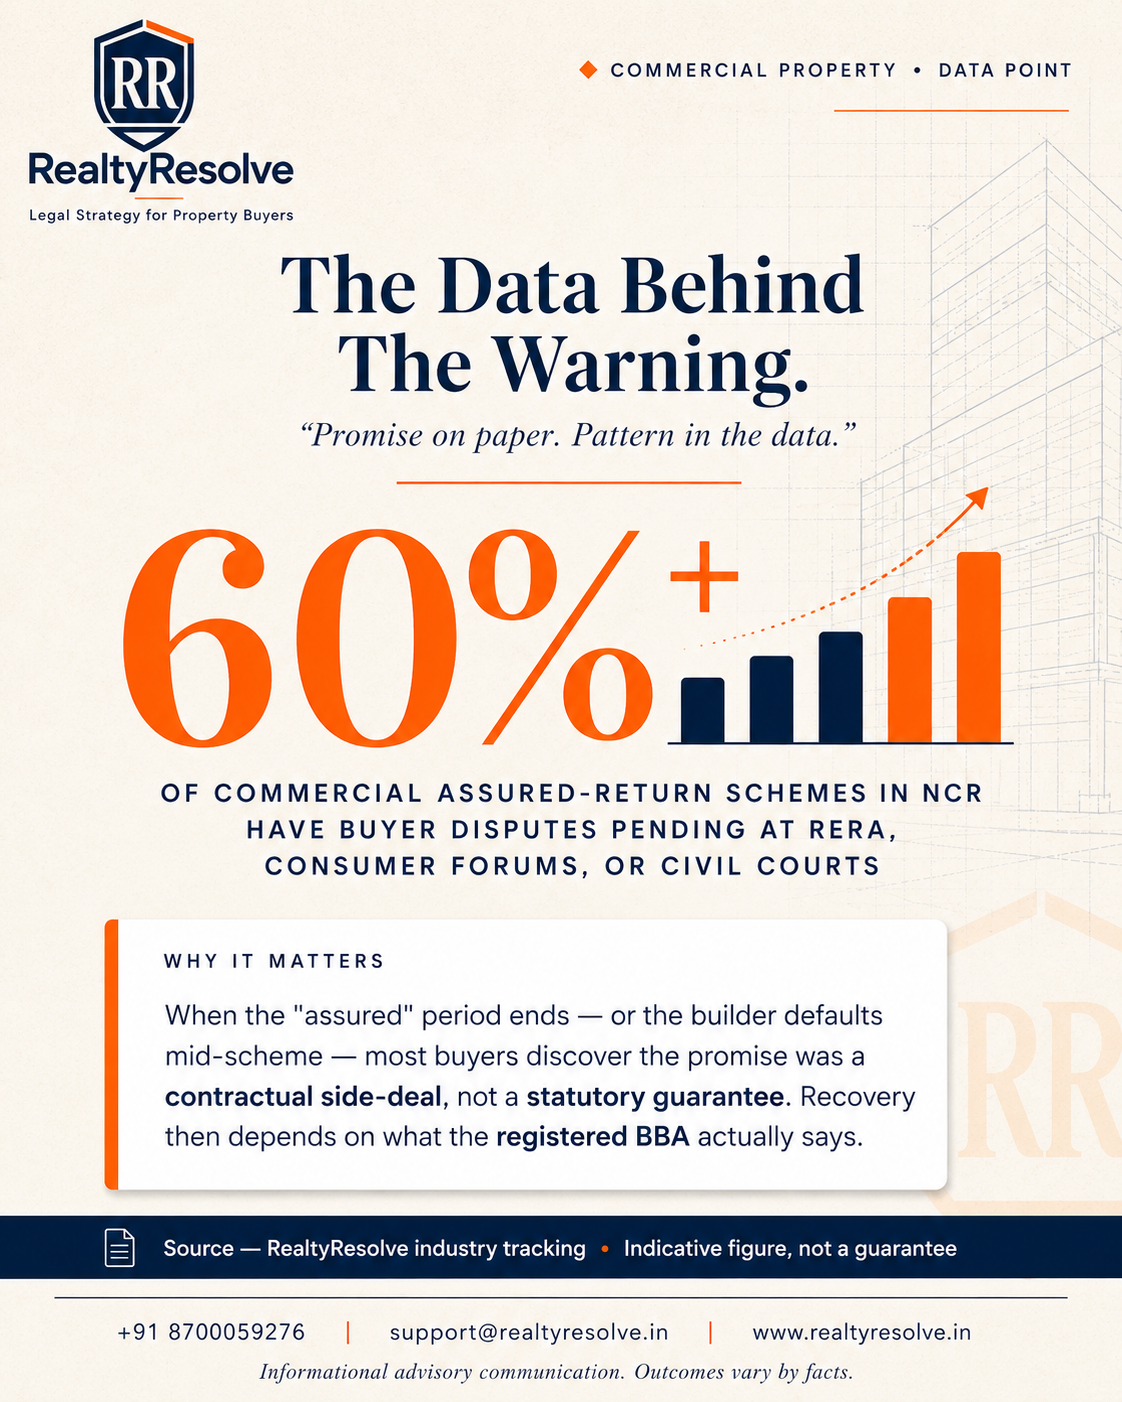 RR
RealtyResolve
Legal Strategy for Property Buyers
◆ COMMERCIAL PROPERTY • DATA POINT
The Data Behind
The Warning.
“Promise on paper. Pattern in the data.”
60%+
OF COMMERCIAL ASSURED-RETURN SCHEMES IN NCR
HAVE BUYER DISPUTES PENDING AT RERA,
CONSUMER FORUMS, OR CIVIL COURTS
WHY IT MATTERS
When the "assured" period ends — or the builder defaults
mid-scheme — most buyers discover the promise was a
contractual side-deal, not a statutory guarantee. Recovery
then depends on what the registered BBA actually says.
RR
Source — RealtyResolve industry tracking • Indicative figure, not a guarantee
+91 8700059276 | support@realtyresolve.in | www.realtyresolve.in
Informational advisory communication. Outcomes vary by facts.